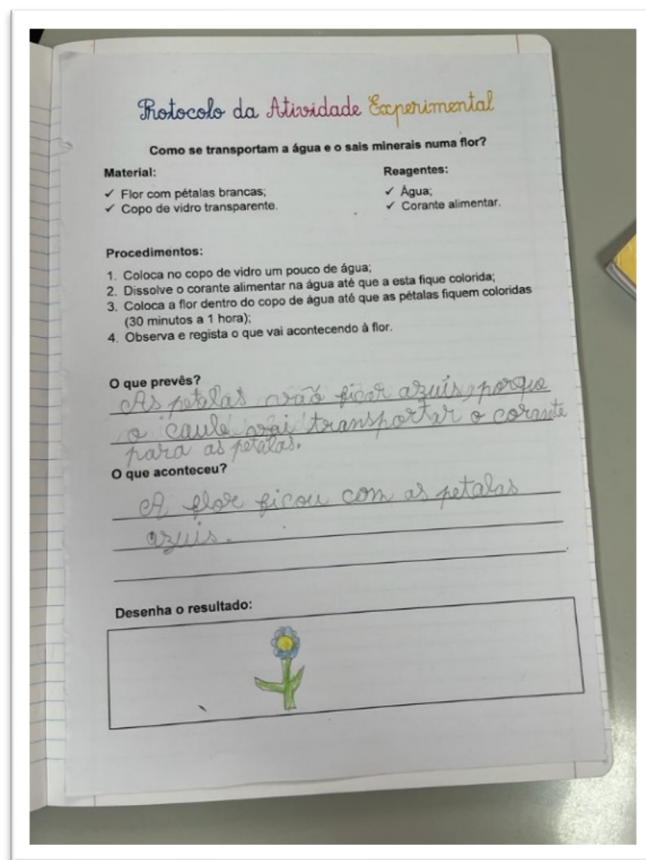 Protocolo da Atividade Experimental
Como se transportam a água e o sais minerais numa flor?
Material:
✓ Flor com pétalas brancas;
✓ Copo de vidro transparente.
Reagentes:
✓ Água;
✓ Corante alimentar.
Procedimentos:
1. Coloca no copo de vidro um pouco de água;
2. Dissolve o corante alimentar na água até que a esta fique colorida;
3. Coloca a flor dentro do copo de água até que as pétalas fiquem coloridas
(30 minutos a 1 hora);
4. Observa e regista o que vai acontecendo à flor.
O que prevês?
As petalas vão ficar azuis, porque
o caule vai transportar o corante
para as petalas.
O que aconteceu?
A flor ficou com as petalas
azuis.
Desenha o resultado: